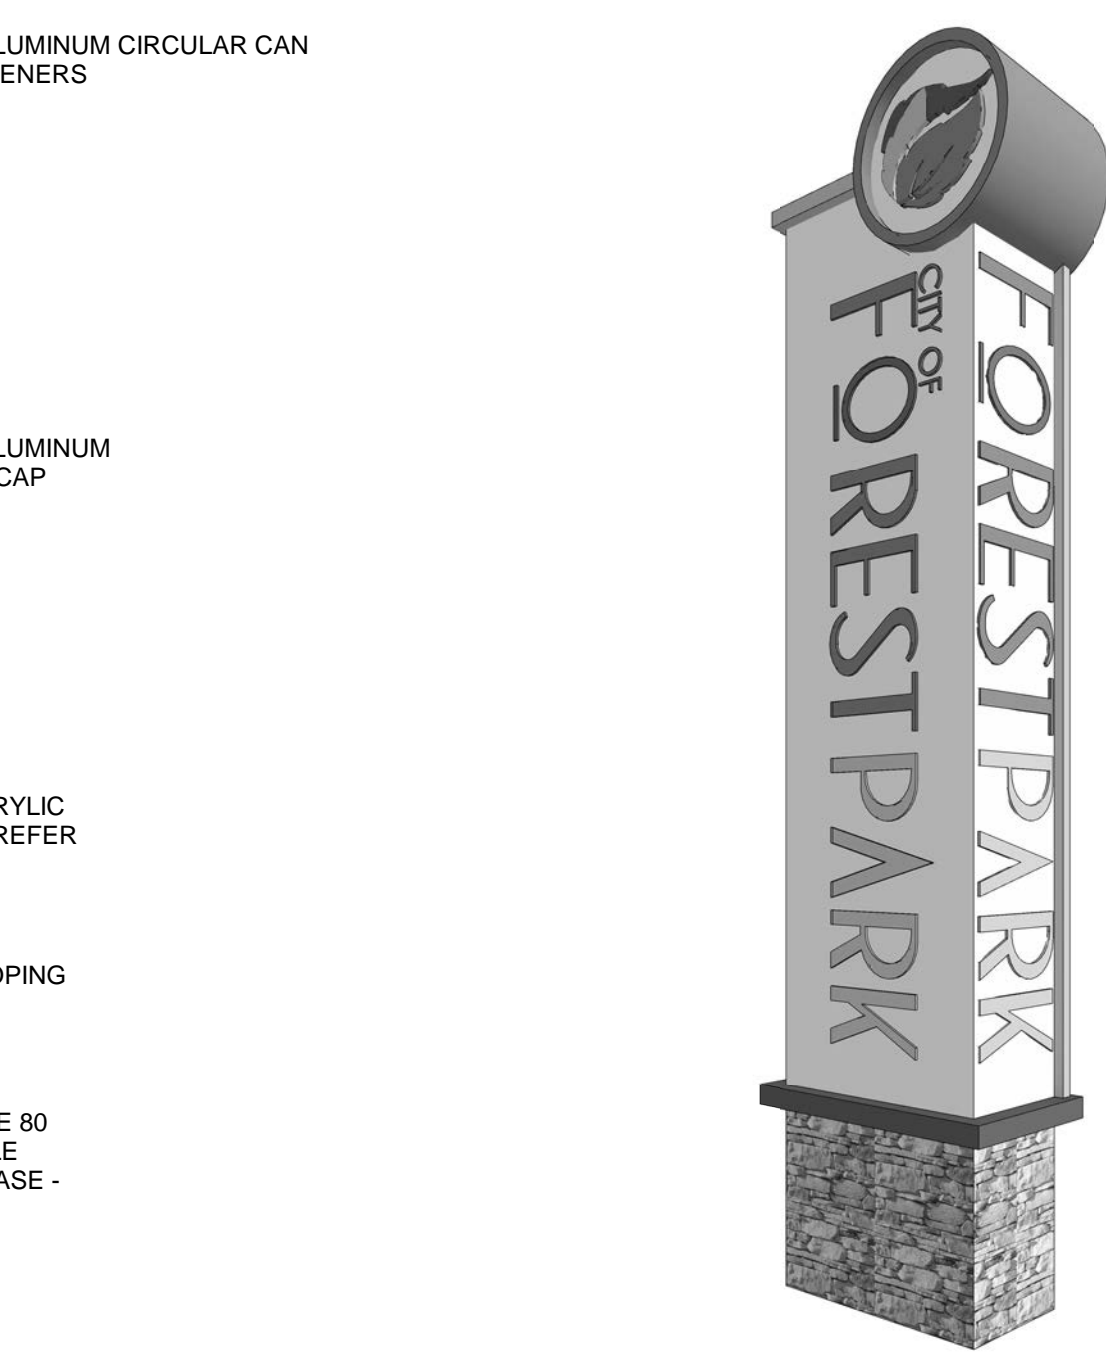 LUMINUM CIRCULAR CAN
ENERS
LUMINUM
CAP
RYLIC
REFER
OPING
E 80
LE
ASE -
CITY OF
FORESTPARK
FORESTPARK